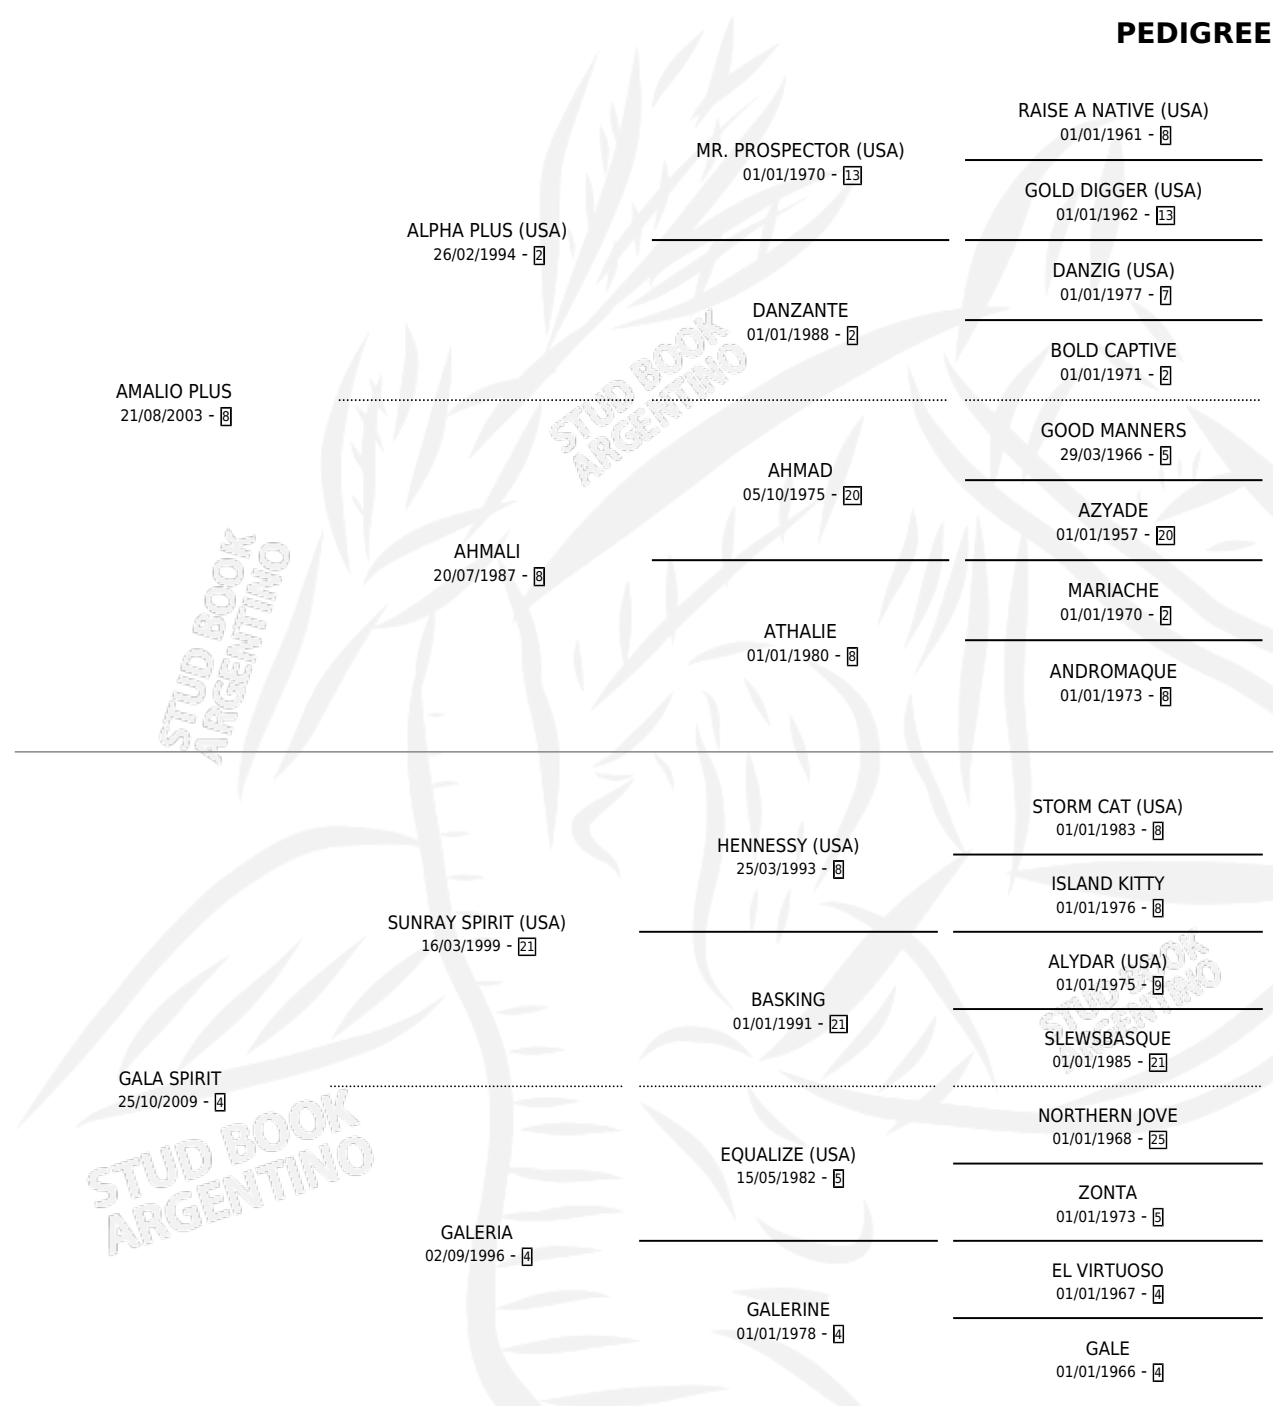 PEDIGREE
RAISE A NATIVE (USA)
01/01/1961 - 8
MR. PROSPECTOR (USA)
01/01/1970 - 13
GOLD DIGGER (USA)
01/01/1962 - 13
ALPHA PLUS (USA)
26/02/1994 - 2
DANZIG (USA)
01/01/1977 - 7
DANZANTE
01/01/1988 - 2
BOLD CAPTIVE
01/01/1971 - 2
AMALIO PLUS
21/08/2003 - 8
GOOD MANNERS
29/03/1966 - 5
AHMAD
05/10/1975 - 20
AZYADE
01/01/1957 - 20
AHMALI
20/07/1987 - 8
MARIACHE
01/01/1970 - 2
ATHALIE
01/01/1980 - 8
ANDROMAQUE
01/01/1973 - 8
STORM CAT (USA)
01/01/1983 - 8
HENNESSY (USA)
25/03/1993 - 8
ISLAND KITTY
01/01/1976 - 8
SUNRAY SPIRIT (USA)
16/03/1999 - 21
ALYDAR (USA)
01/01/1975 - 9
BASKING
01/01/1991 - 21
SLEWSBASQUE
01/01/1985 - 21
GALA SPIRIT
25/10/2009 - 4
NORTHERN JOVE
01/01/1968 - 25
EQUALIZE (USA)
15/05/1982 - 5
ZONTA
01/01/1973 - 5
GALERIA
02/09/1996 - 4
EL VIRTUOSO
01/01/1967 - 4
GALERINE
01/01/1978 - 4
GALE
01/01/1966 - 4
STUD BOOK
ARGENTINO
STUD BOOK
ARGENTINO
STUD BOOK
ARGENTINO
STUD BOOK
ARGENTINO